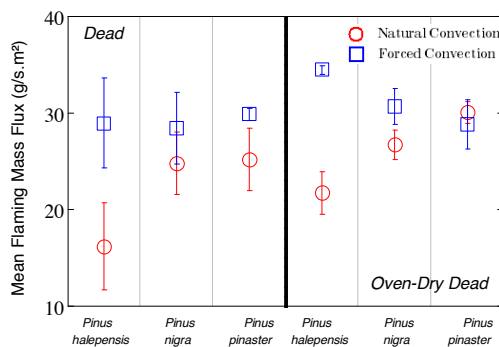 40
30
20
10
Mean Flaming Mass Flux (g/s.m²)
Dead
Natural Convection
Forced Convection
Oven-Dry Dead
Pinus
halepensis
Pinus
nigra
Pinus
pinaster
Pinus
halepensis
Pinus
nigra
Pinus
pinaster